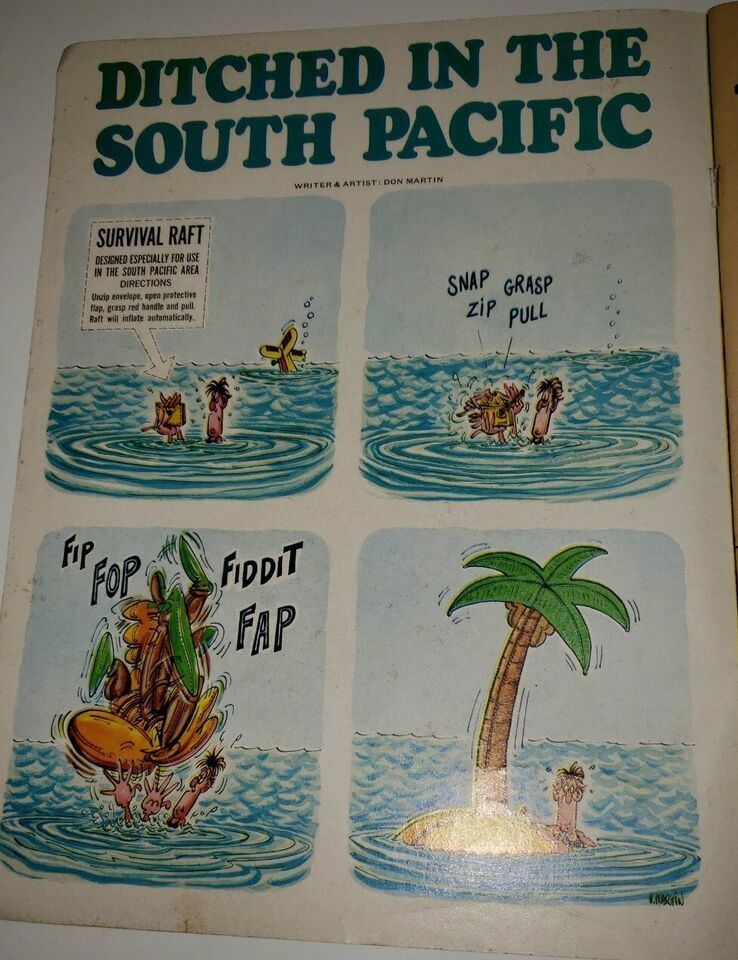 DITCHED IN THE
SOUTH PACIFIC
WRITER & ARTIST: DON MARTIN
SURVIVAL RAFT
DESIGNED ESPECIALLY FOR USE
IN THE SOUTH PACIFIC AREA
DIRECTIONS
Unzip envelope, open protective
flap, grasp red handle and pull.
Raft will inflate automatically.
SNAP GRASP
ZIP PULL
FIP
FOP
FIDDIT
FAP
D.MARTIN